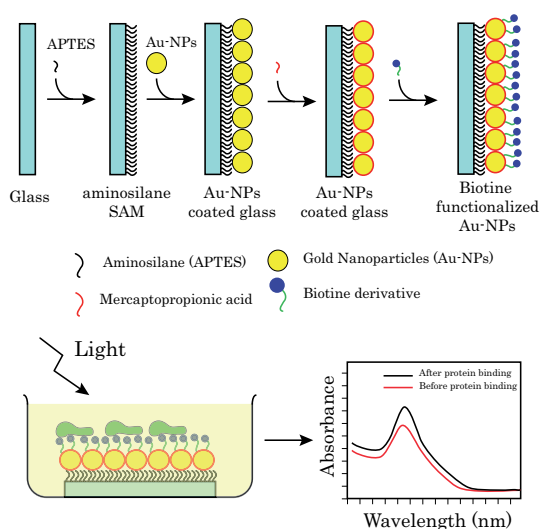 APTES
Au-NPs
Glass
aminosilane
SAM
Au-NPs
coated glass
Au-NPs
coated glass
Biotine
functionalized
Au-NPs
Aminosilane (APTES)
Gold Nanoparticles (Au-NPs)
Mercaptopropionic acid
Biotine derivative
Light
After protein binding
Before protein binding
Absorbance
Wavelength (nm)